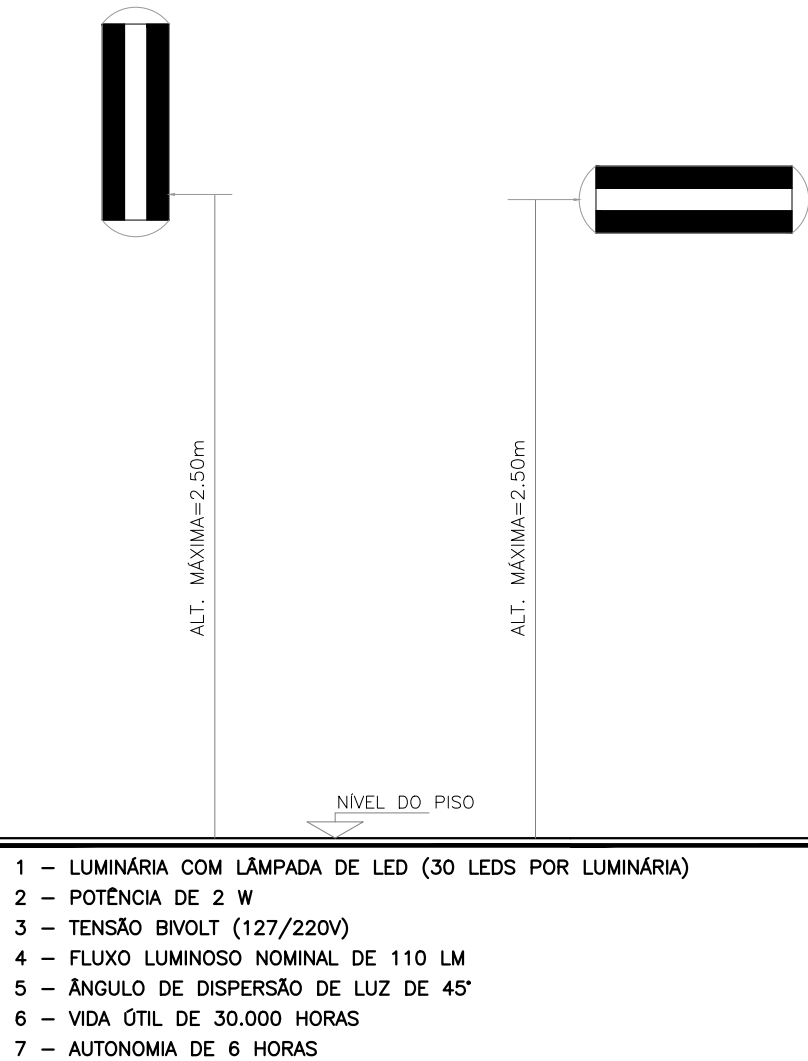 ALT. MÁXIMA=2.50m
ALT. MÁXIMA=2.50m
NÍVEL DO PISO
1 – LUMINÁRIA COM LÂMPADA DE LED (30 LEDS POR LUMINÁRIA)
2 – POTÊNCIA DE 2 W
3 – TENSÃO BIVOLT (127/220V)
4 – FLUXO LUMINOSO NOMINAL DE 110 LM
5 – ÂNGULO DE DISPERSÃO DE LUZ DE 45°
6 – VIDA ÚTIL DE 30.000 HORAS
7 – AUTONOMIA DE 6 HORAS